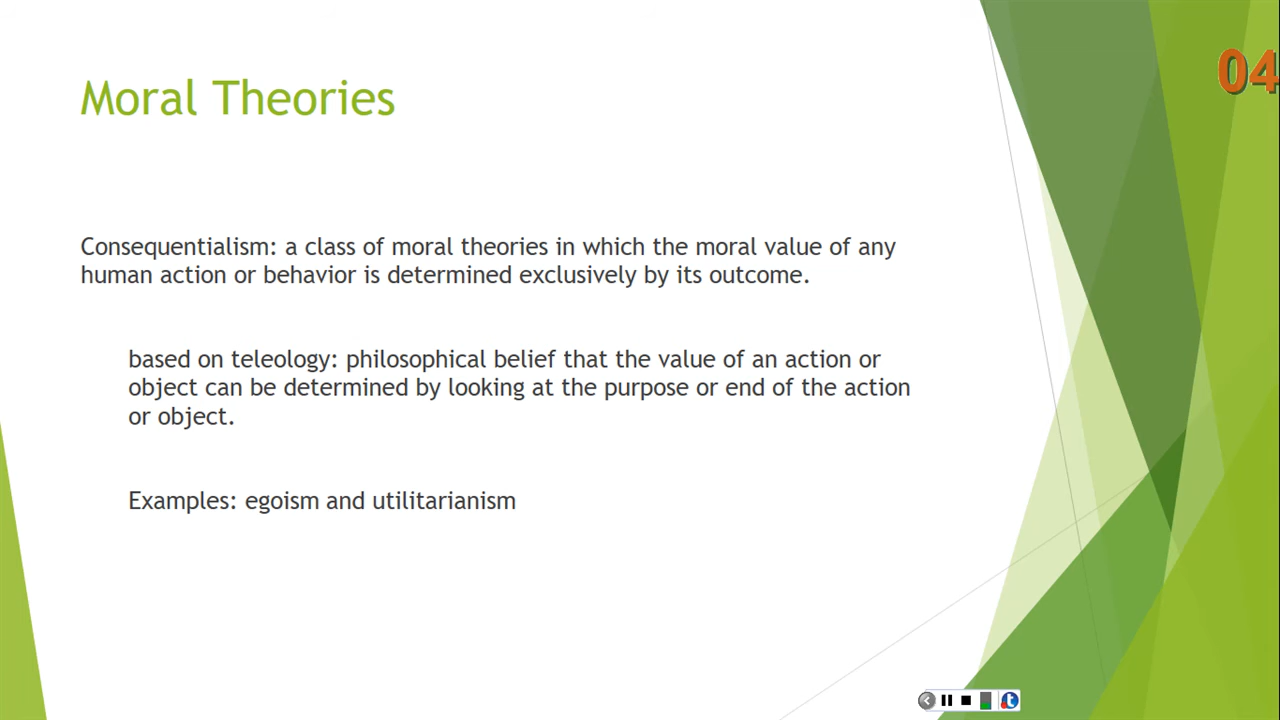 04
Moral Theories
Consequentialism: a class of moral theories in which the moral value of any
human action or behavior is determined exclusively by its outcome.
based on teleology: philosophical belief that the value of an action or
object can be determined by looking at the purpose or end of the action
or object.
Examples: egoism and utilitarianism
t